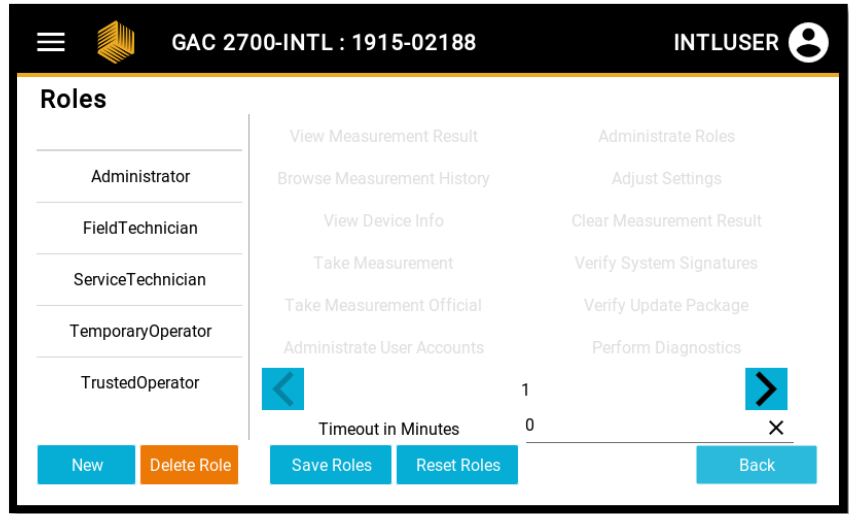 GAC 2700-INTL : 1915-02188
INTLUSER
Roles
Administrator
FieldTechnician
ServiceTechnician
TemporaryOperator
TrustedOperator
View Measurement Result
Administrate Roles
Browse Measurement History
Adjust Settings
View Device Info
Clear Measurement Result
Take Measurement
Verify System Signatures
Take Measurement Official
Verify Update Package
Administrate User Accounts
Perform Diagnostics
1
Timeout in Minutes
0
New
Delete Role
Save Roles
Reset Roles
Back